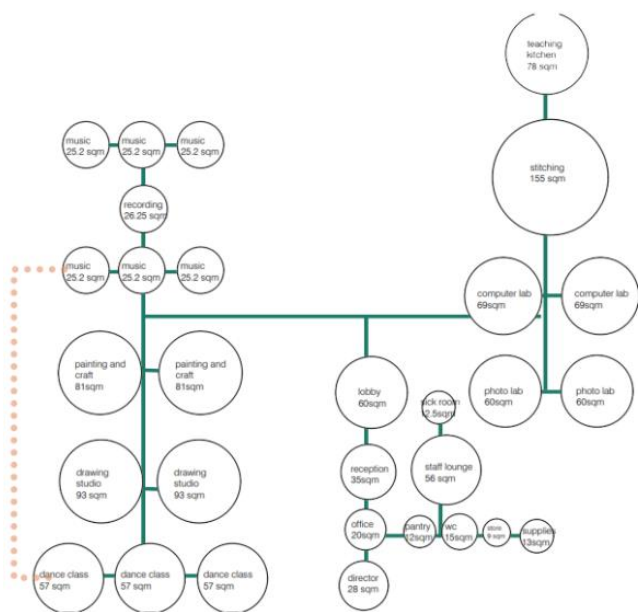 teaching
kitchen
78 sqm
music
25.2 sqm
music
25.2 sqm
music
25.2 sqm
stitching
155 sqm
recording
26.25 sqm
music
25.2 sqm
music
25.2 sqm
music
25.2 sqm
computer lab
69sqm
computer lab
69sqm
painting and
craft
81sqm
painting and
craft
81sqm
lobby
60sqm
sick room
12.5sqm
photo lab
60sqm
photo lab
60sqm
drawing
studio
93 sqm
drawing
studio
93 sqm
reception
35sqm
staff lounge
56 sqm
office
20sqm
pantry
12sqm
wc
15sqm
9 sqm
supplies
13sqm
dance class
57 sqm
dance class
57 sqm
dance class
57 sqm
director
28 sqm